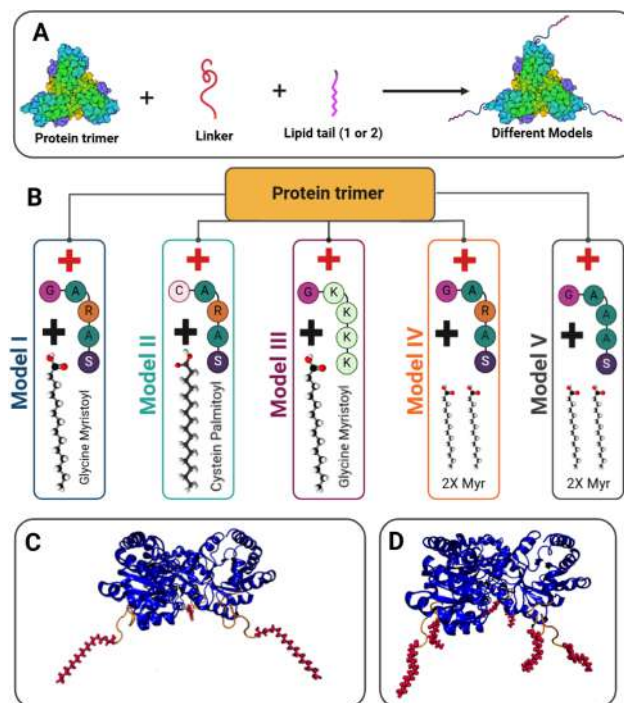 A
Protein trimer
+
Linker
+
Lipid tail (1 or 2)
Different Models
B
Protein trimer
Model I
G
A
R
A
S
Glycine Myristoyl
Model II
C
A
R
A
S
Cystein Palmitoyl
Model III
G
K
K
K
K
Glycine Myristoyl
Model IV
G
A
R
A
S
2X Myr
Model V
G
A
A
A
A
S
2X Myr
C
D